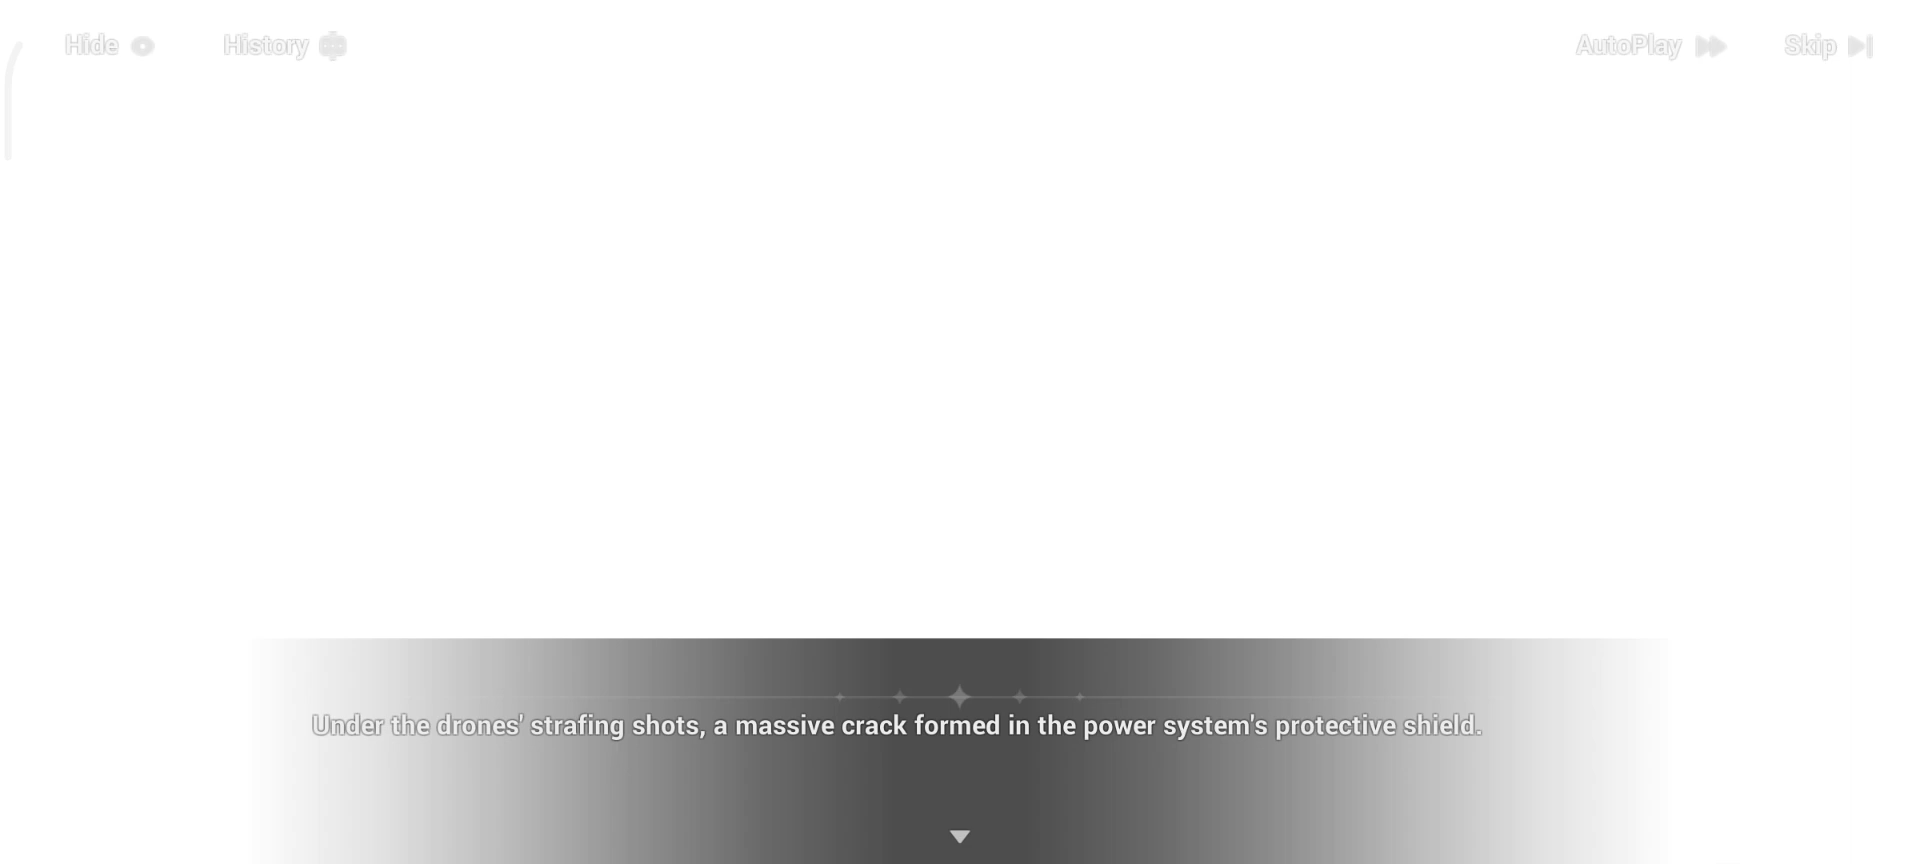 Hide
History
AutoPlay
Skip
Under the drones' strafing shots, a massive crack formed in the power system's protective shield.